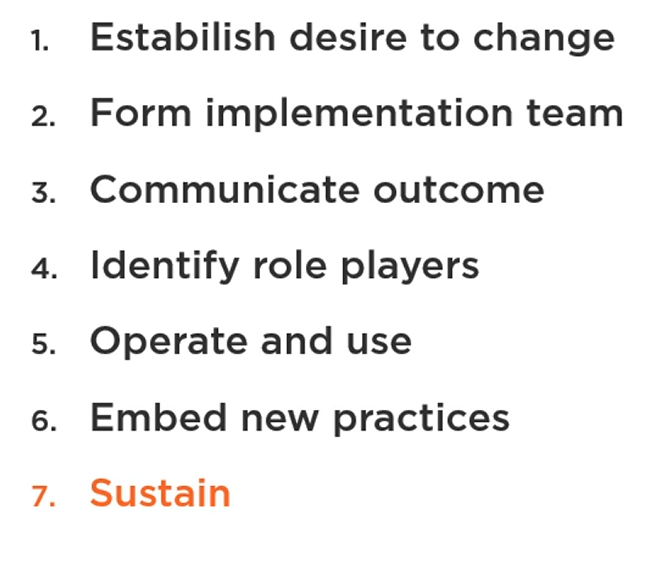 1. Estabilish desire to change
2. Form implementation team
3. Communicate outcome
4. Identify role players
5. Operate and use
6. Embed new practices
7. Sustain